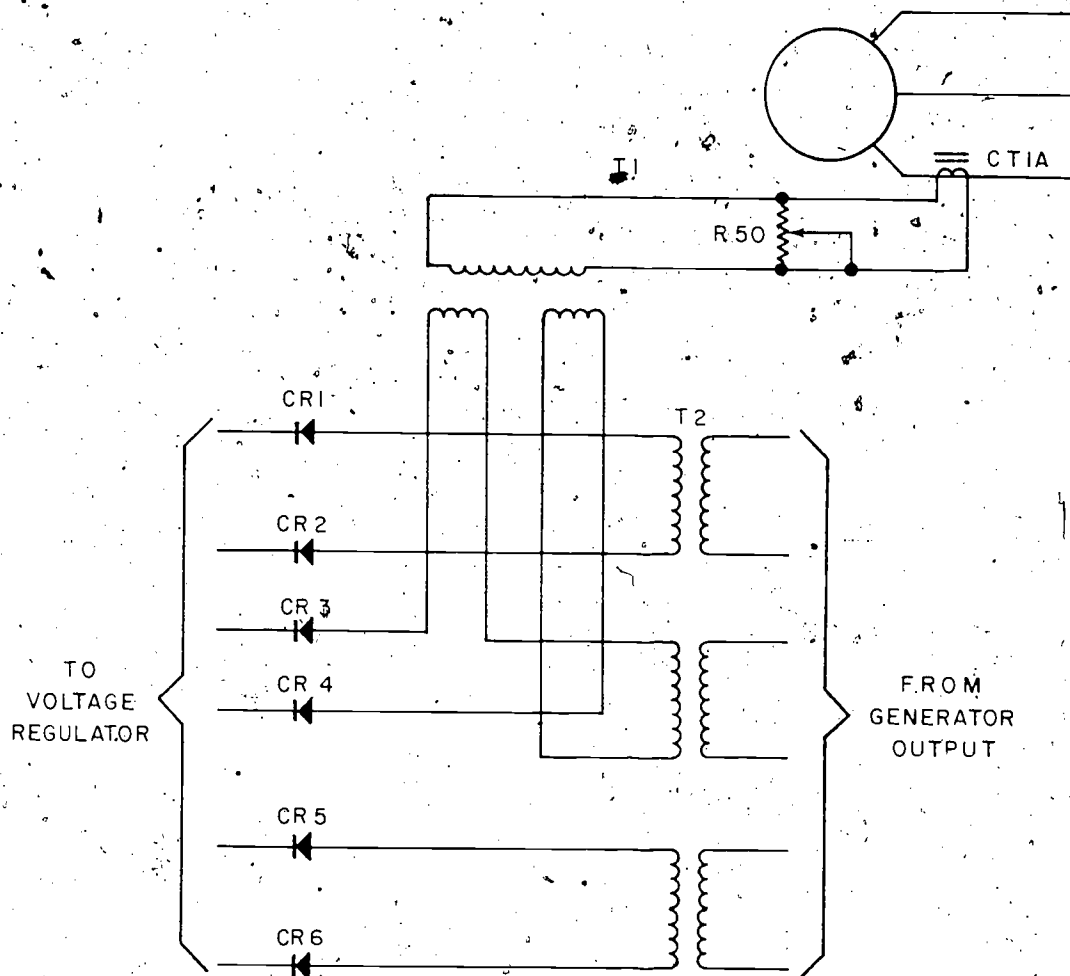 CT1A
T1
R50
CR1
T2
CR2
CR3
CR4
TO
VOLTAGE
REGULATOR
FROM
GENERATOR
OUTPUT
CR5
CR6